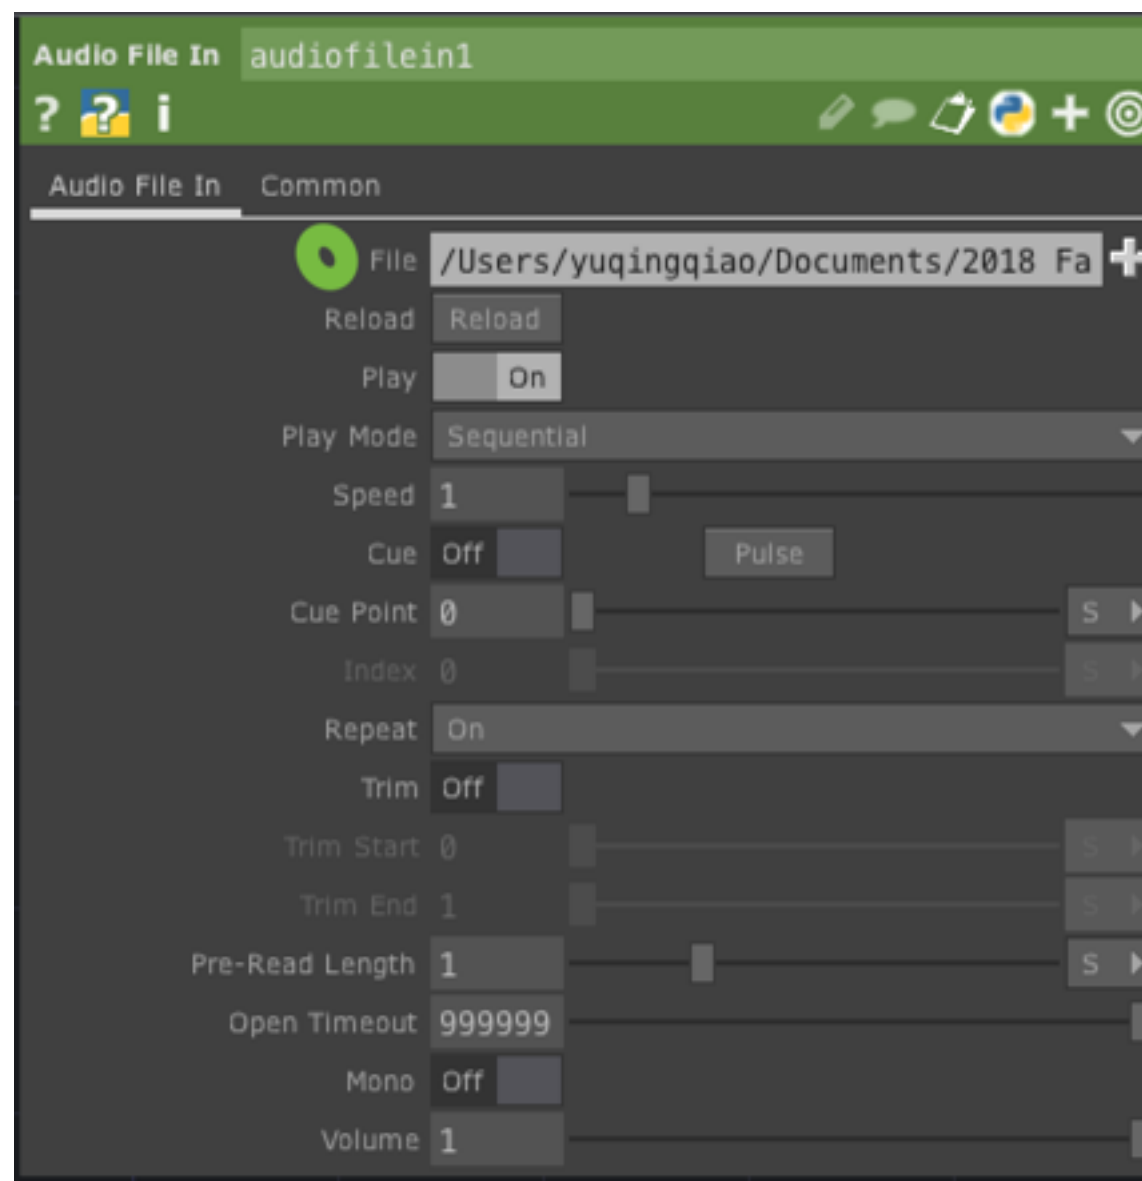 Audio File In audiofilein1
? ? i
Audio File In Common
File /Users/yuqingqiao/Documents/2018 Fa
Reload Reload
Play On
Play Mode Sequential
Speed 1
Cue Off Pulse
Cue Point 0 S
Index 0 S
Repeat On
Trim Off
Trim Start 0 S
Trim End 1 S
Pre-Read Length 1 S
Open Timeout 999999
Mono Off
Volume 1